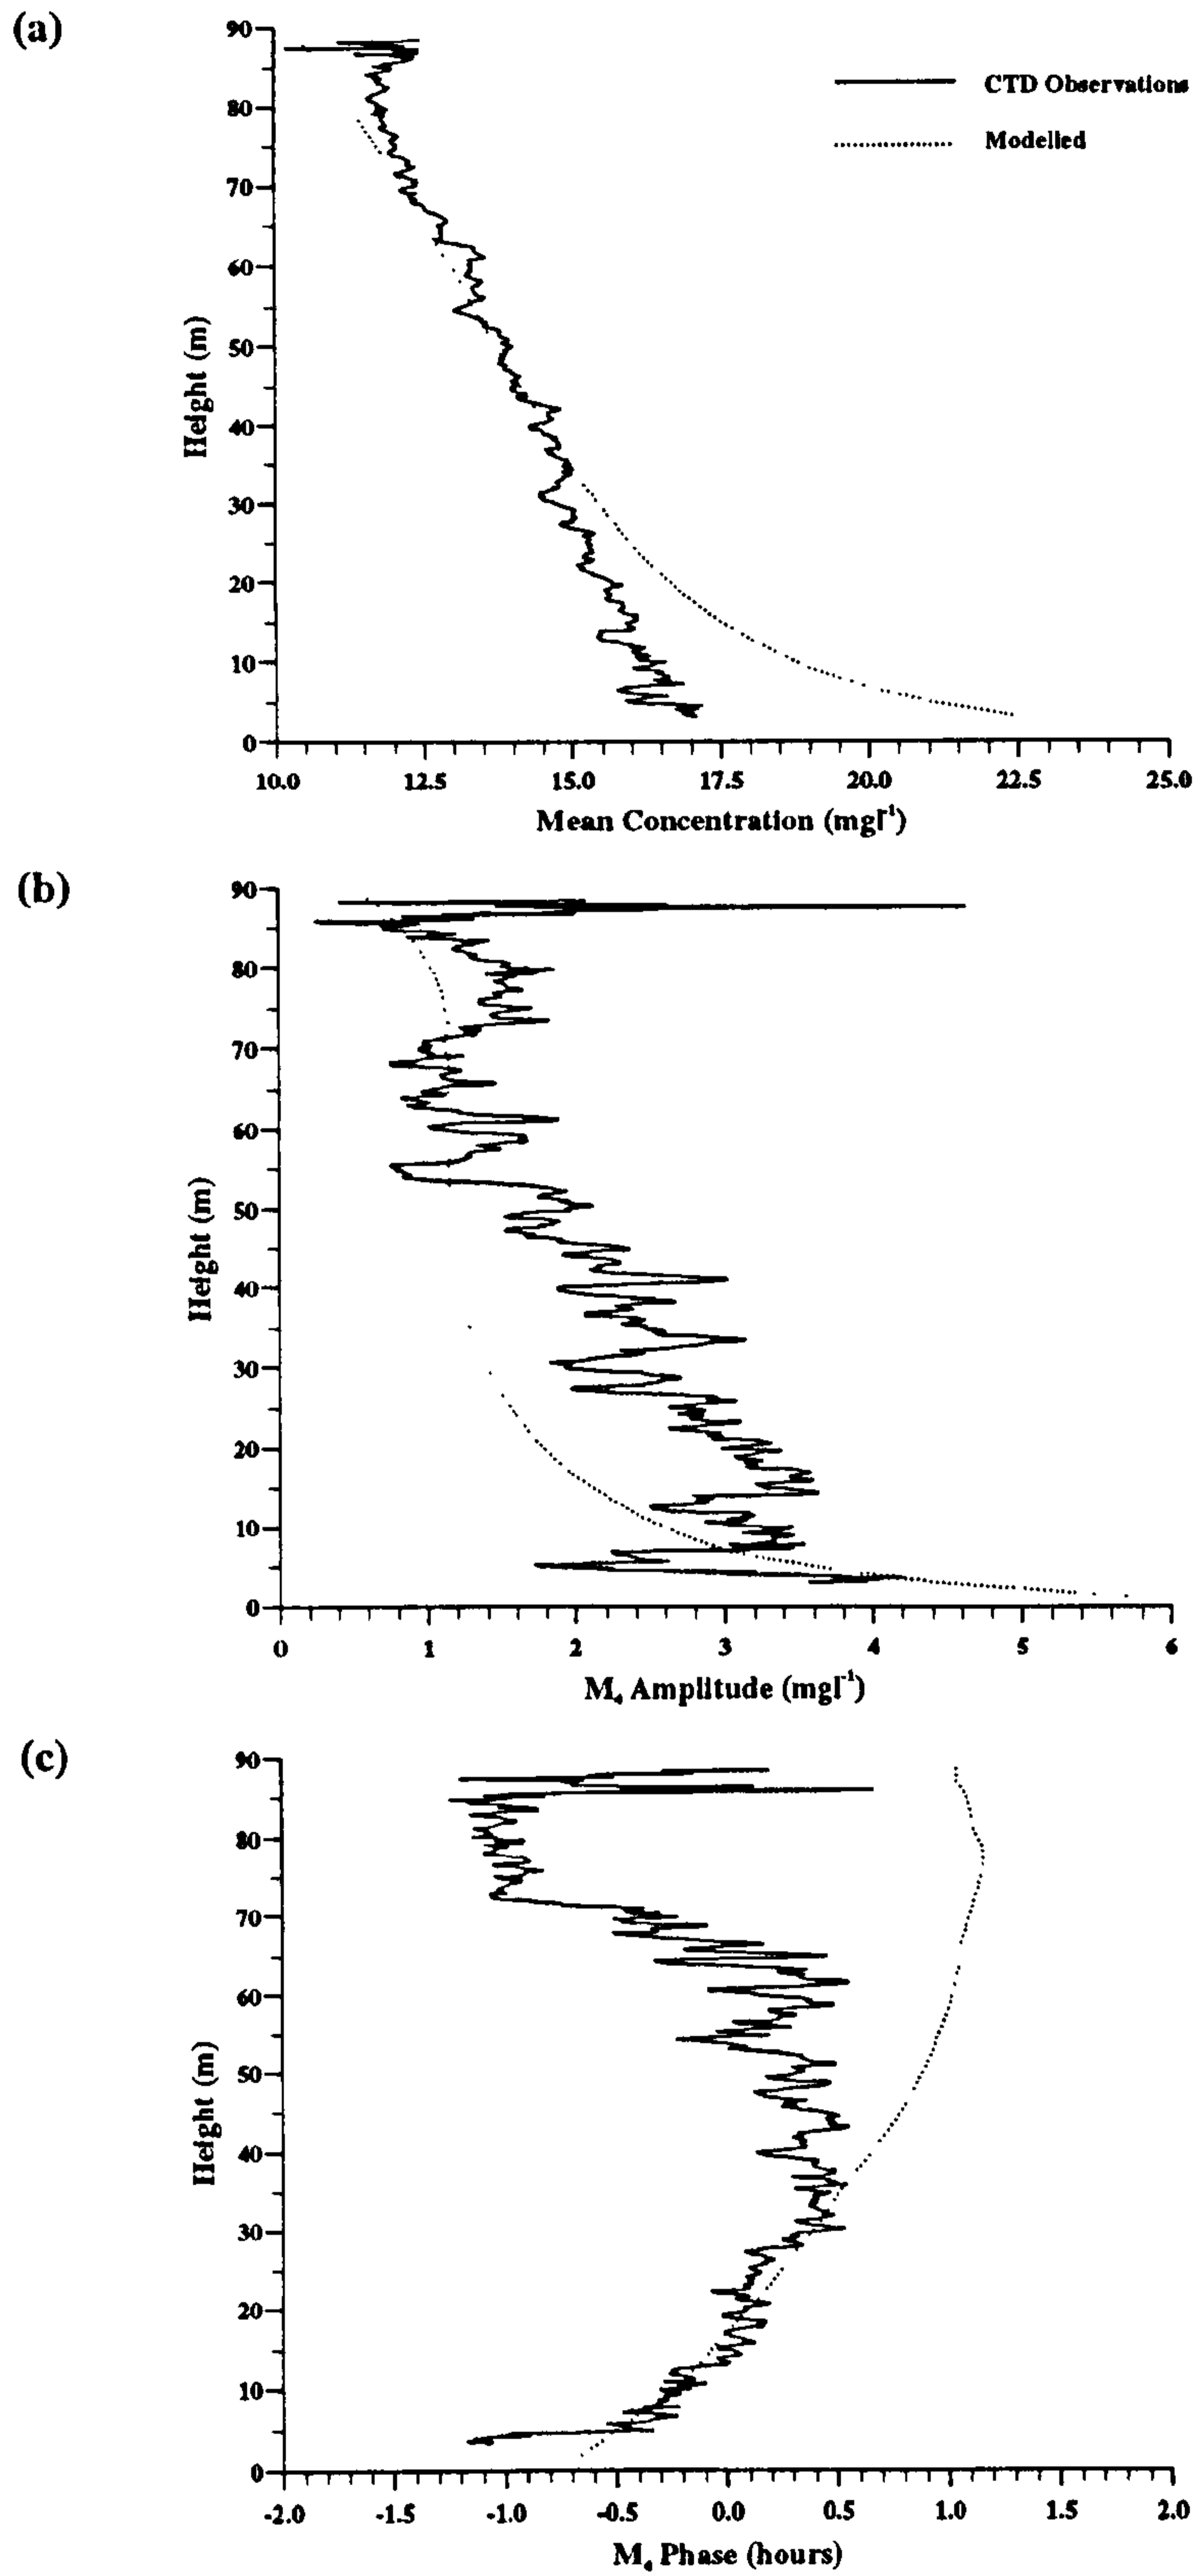 (a)
90
80
70
60
50
40
30
20
10
0
Height (m)
CTD Observations
Modelled
10.0 12.5 15.0 17.5 20.0 22.5 25.0
Mean Concentration (mgl⁻¹)
(b)
90
80
70
60
50
40
30
20
10
0
Height (m)
0 1 2 3 4 5 6
M₄ Amplitude (mgl⁻¹)
(c)
90
80
70
60
50
40
30
20
10
0
Height (m)
-2.0 -1.5 -1.0 -0.5 0.0 0.5 1.0 1.5 2.0
M₄ Phase (hours)